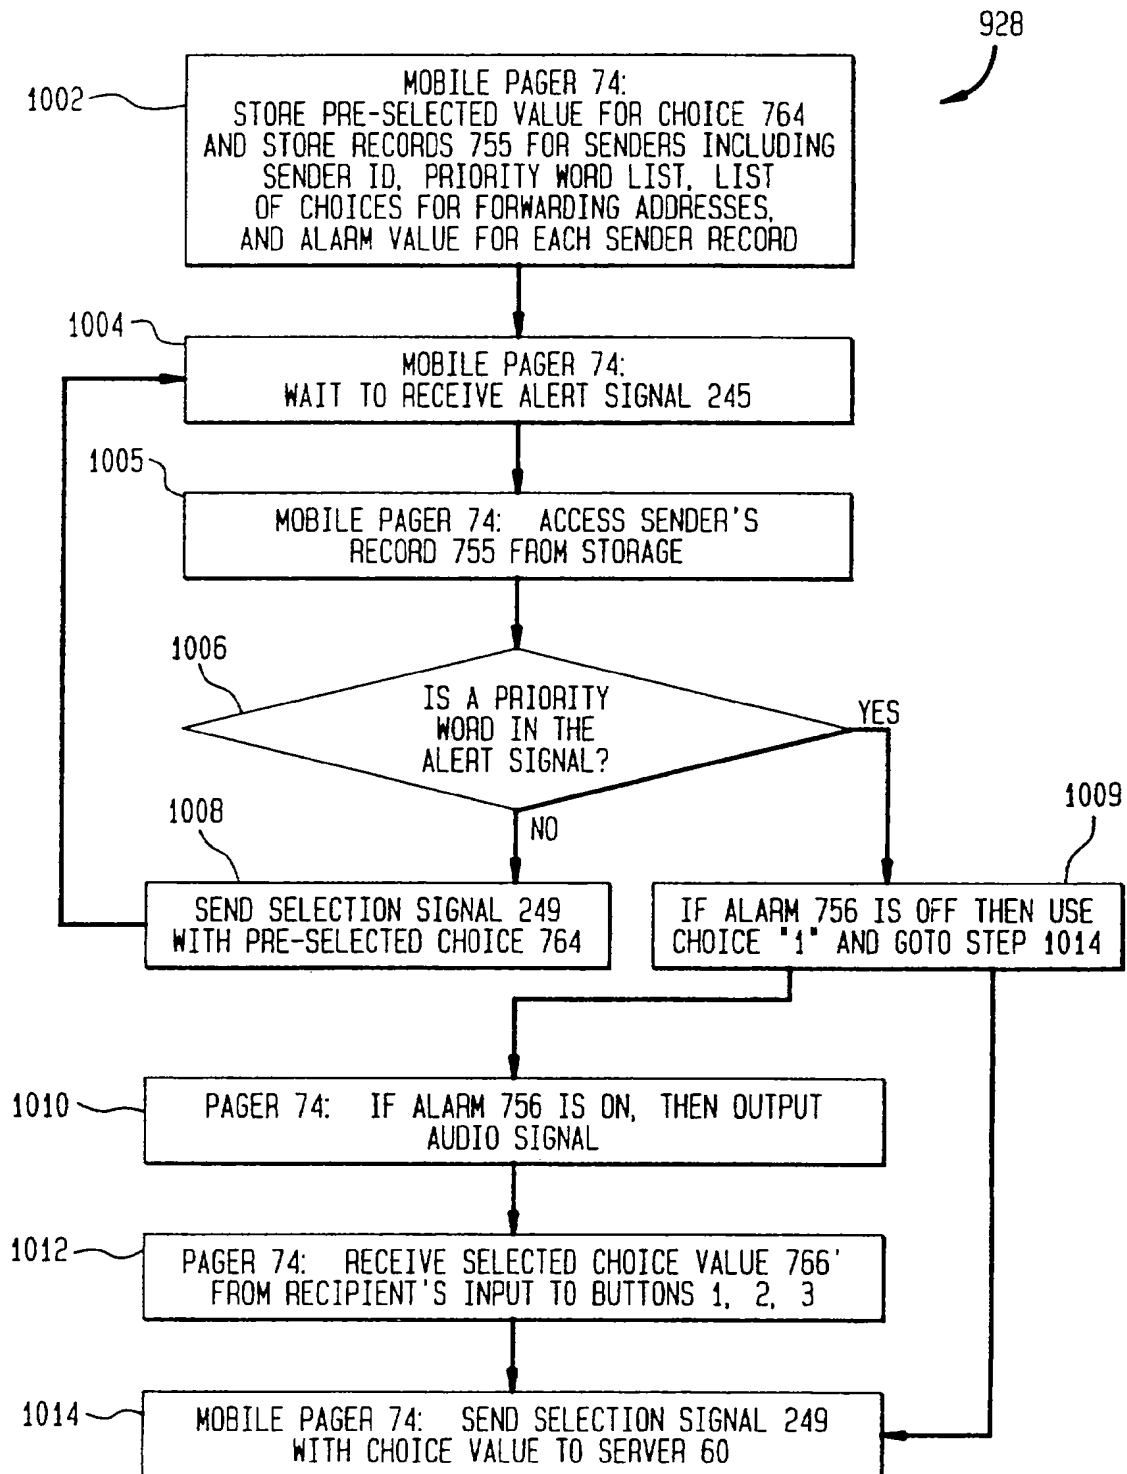 928
1002
MOBILE PAGER 74:
STORE PRE-SELECTED VALUE FOR CHOICE 764
AND STORE RECORDS 755 FOR SENDERS INCLUDING
SENDER ID, PRIORITY WORD LIST, LIST
OF CHOICES FOR FORWARDING ADDRESSES,
AND ALARM VALUE FOR EACH SENDER RECORD
1004
MOBILE PAGER 74:
WAIT TO RECEIVE ALERT SIGNAL 245
1005
MOBILE PAGER 74: ACCESS SENDER'S
RECORD 755 FROM STORAGE
1006
IS A PRIORITY
WORD IN THE
ALERT SIGNAL?
YES
NO
1008
SEND SELECTION SIGNAL 249
WITH PRE-SELECTED CHOICE 764
1009
IF ALARM 756 IS OFF THEN USE
CHOICE "1" AND GOTO STEP 1014
1010
PAGER 74: IF ALARM 756 IS ON, THEN OUTPUT
AUDIO SIGNAL
1012
PAGER 74: RECEIVE SELECTED CHOICE VALUE 766'
FROM RECIPIENT'S INPUT TO BUTTONS 1, 2, 3
1014
MOBILE PAGER 74: SEND SELECTION SIGNAL 249
WITH CHOICE VALUE TO SERVER 60